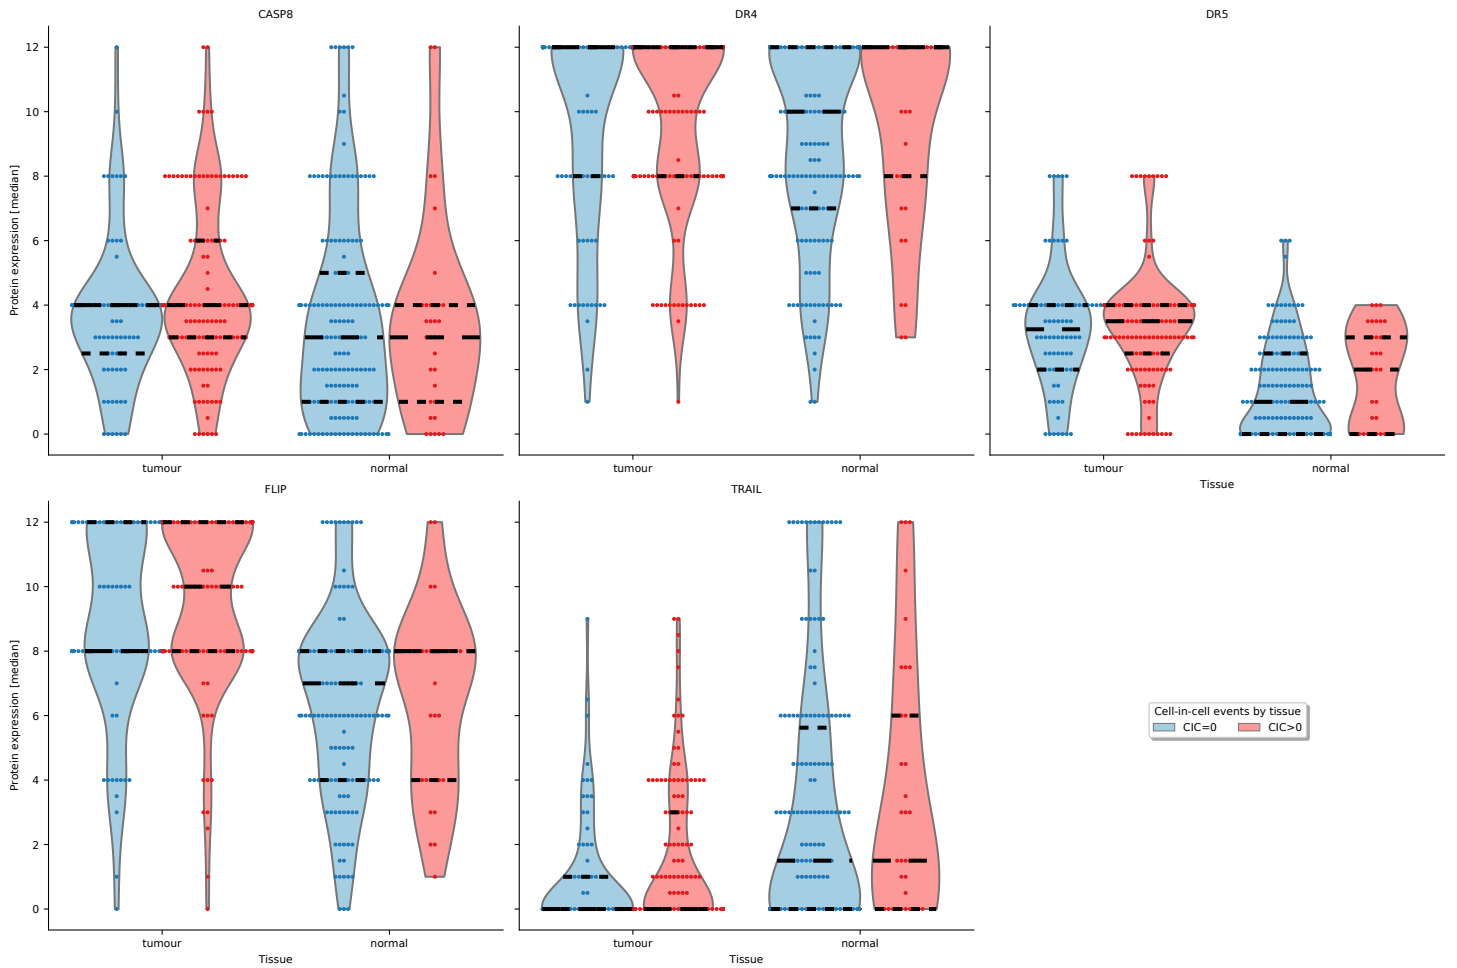 CASP8
DR4
DR5
Protein expression [median]
12
10
8
6
4
2
0
tumour
normal
tumour
normal
tumour
normal
Tissue
FLIP
TRAIL
Protein expression [median]
12
10
8
6
4
2
0
tumour
normal
Tissue
tumour
normal
Tissue
Cell-in-cell events by tissue
CIC=0
CIC>0